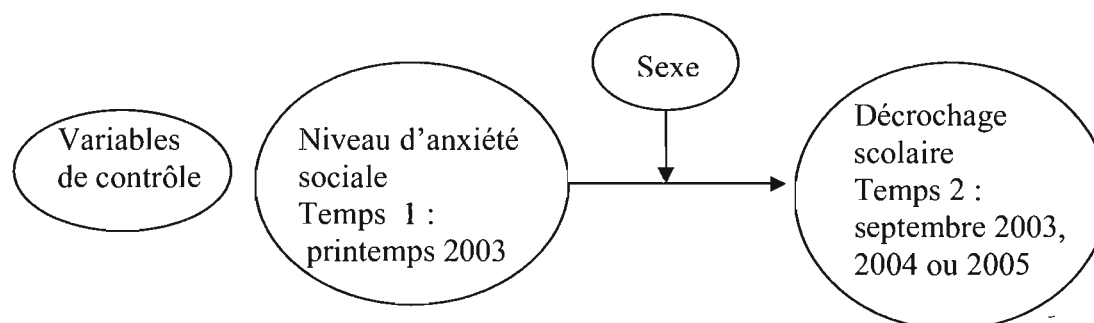 Sexe
Variables
de contrôle
Niveau d'anxiété
sociale
Temps 1 :
printemps 2003
Décrochage
scolaire
Temps 2 :
septembre 2003,
2004 ou 2005